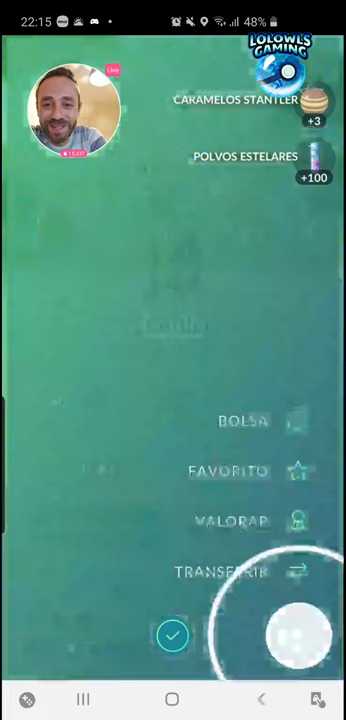 22:15
48%
LOLOWLS
GAMING
Live
CARAMELOS STANTLER
+3
POLVOS ESTELARES
+100
BOLSA
FAVORITO
VALORAR
TRANSFERIR